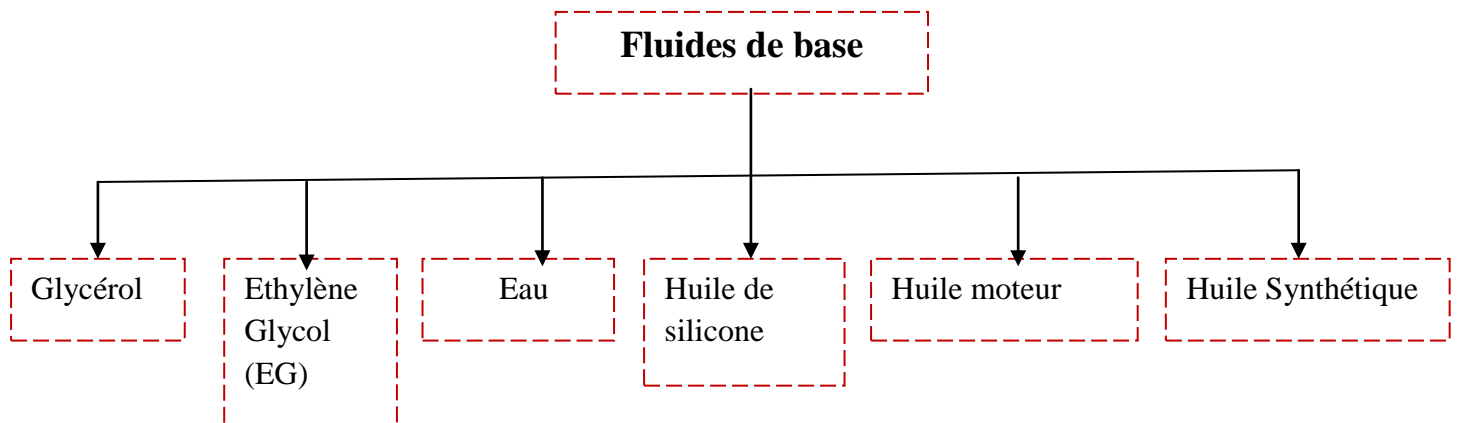 Fluides de base
Glycérol
Ethylène
Glycol
(EG)
Eau
Huile de
silicone
Huile moteur
Huile Synthétique